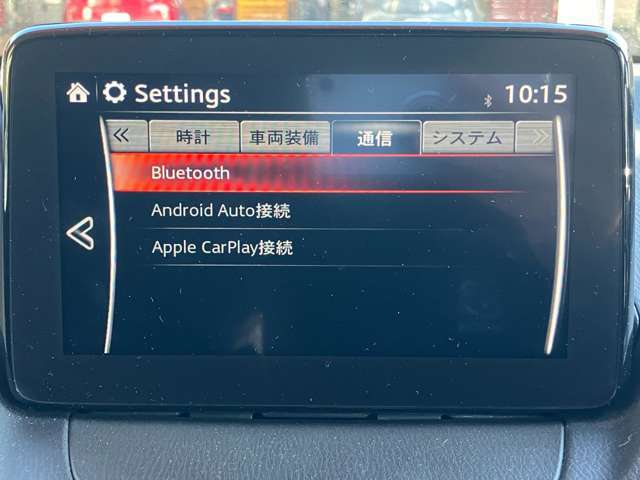 Settings 10:15
≪ 時計 車両装備 通信 システム ≫
Bluetooth
Android Auto接続
Apple CarPlay接続